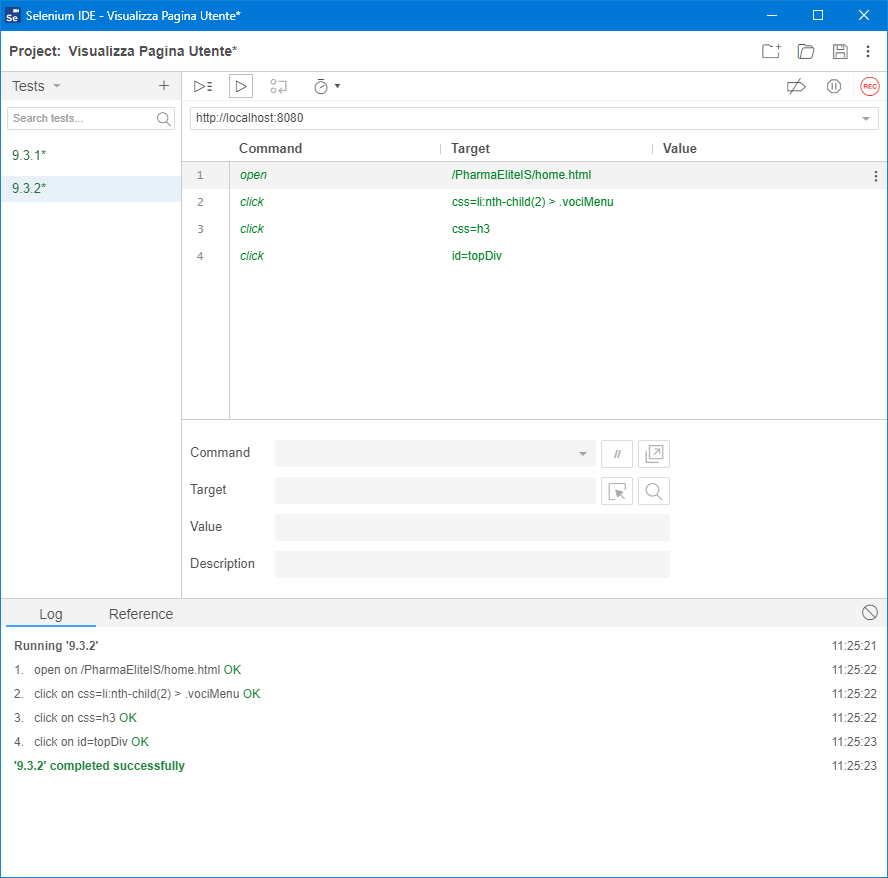 Se Selenium IDE - Visualizza Pagina Utente*
Project: Visualizza Pagina Utente*
Tests
Search tests...
9.3.1*
9.3.2*
REC
http://localhost:8080
Command Target Value
1 open /PharmaEliteIS/home.html
2 click css=li:nth-child(2) > .vociMenu
3 click css=h3
4 click id=topDiv
Command //
Target
Value
Description
Log Reference
Running '9.3.2' 11:25:21
1. open on /PharmaEliteIS/home.html OK 11:25:22
2. click on css=li:nth-child(2) > .vociMenu OK 11:25:22
3. click on css=h3 OK 11:25:22
4. click on id=topDiv OK 11:25:23
'9.3.2' completed successfully 11:25:23